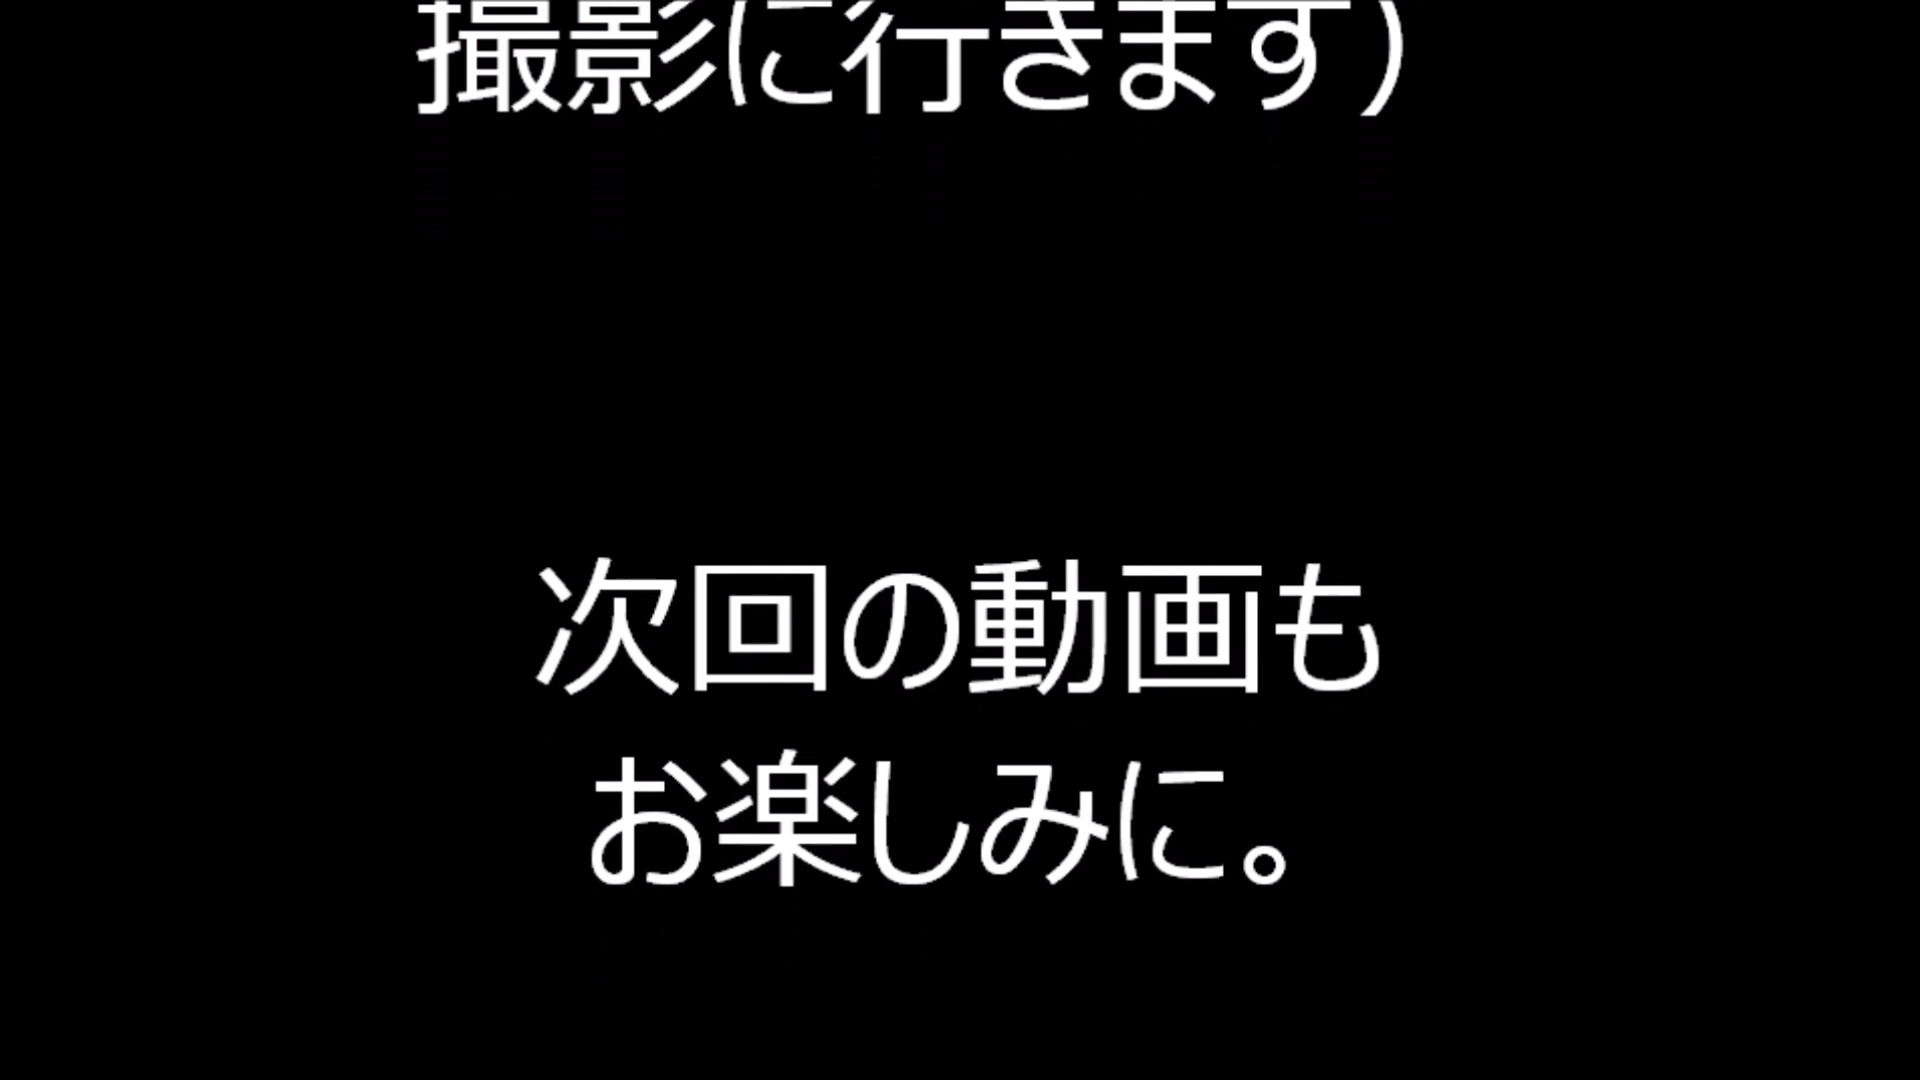 撮影に行きます）
次回の動画も
お楽しみに。